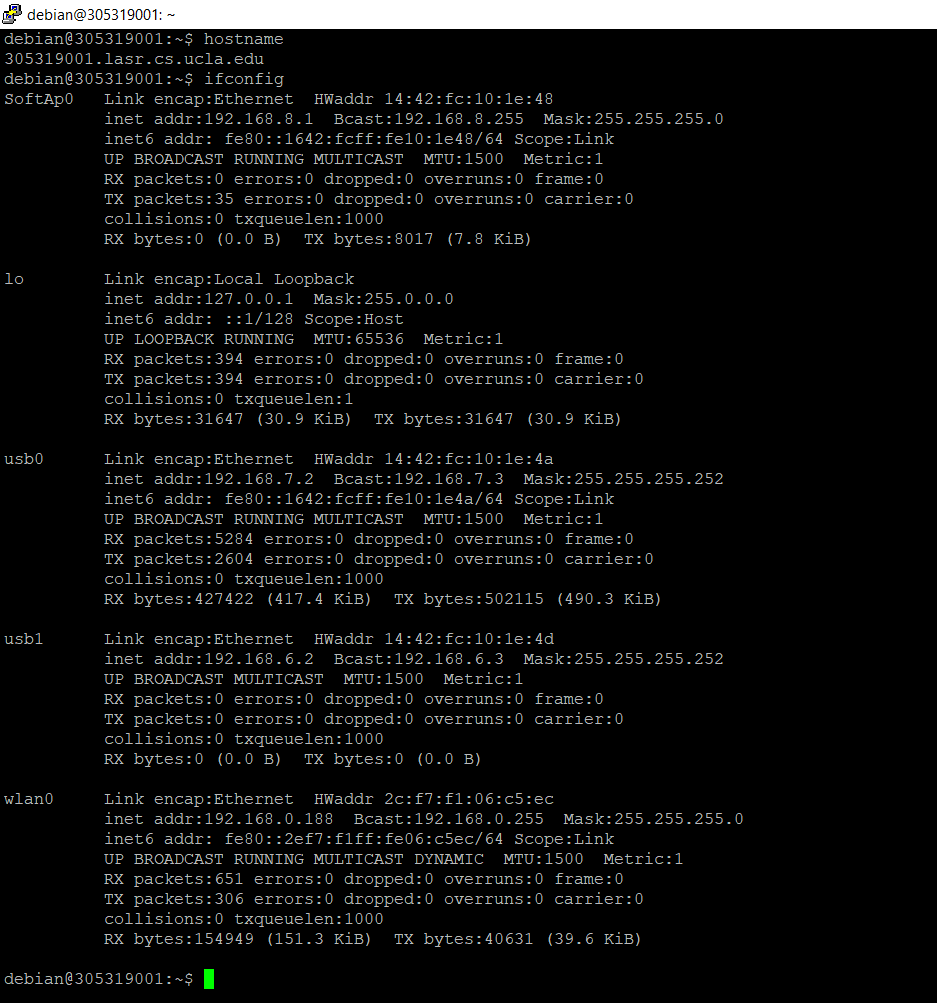 debian@305319001: ~
debian@305319001:~$ hostname
305319001.lasr.cs.ucla.edu
debian@305319001:~$ ifconfig
SoftAp0   Link encap:Ethernet  HWaddr 14:42:fc:10:1e:48
          inet addr:192.168.8.1  Bcast:192.168.8.255  Mask:255.255.255.0
          inet6 addr: fe80::1642:fcff:fe10:1e48/64 Scope:Link
          UP BROADCAST RUNNING MULTICAST  MTU:1500  Metric:1
          RX packets:0 errors:0 dropped:0 overruns:0 frame:0
          TX packets:35 errors:0 dropped:0 overruns:0 carrier:0
          collisions:0 txqueuelen:1000
          RX bytes:0 (0.0 B)  TX bytes:8017 (7.8 KiB)

lo        Link encap:Local Loopback
          inet addr:127.0.0.1  Mask:255.0.0.0
          inet6 addr: ::1/128 Scope:Host
          UP LOOPBACK RUNNING  MTU:65536  Metric:1
          RX packets:394 errors:0 dropped:0 overruns:0 frame:0
          TX packets:394 errors:0 dropped:0 overruns:0 carrier:0
          collisions:0 txqueuelen:1
          RX bytes:31647 (30.9 KiB)  TX bytes:31647 (30.9 KiB)

usb0      Link encap:Ethernet  HWaddr 14:42:fc:10:1e:4a
          inet addr:192.168.7.2  Bcast:192.168.7.3  Mask:255.255.255.252
          inet6 addr: fe80::1642:fcff:fe10:1e4a/64 Scope:Link
          UP BROADCAST RUNNING MULTICAST  MTU:1500  Metric:1
          RX packets:5284 errors:0 dropped:0 overruns:0 frame:0
          TX packets:2604 errors:0 dropped:0 overruns:0 carrier:0
          collisions:0 txqueuelen:1000
          RX bytes:427422 (417.4 KiB)  TX bytes:502115 (490.3 KiB)

usb1      Link encap:Ethernet  HWaddr 14:42:fc:10:1e:4d
          inet addr:192.168.6.2  Bcast:192.168.6.3  Mask:255.255.255.252
          UP BROADCAST MULTICAST  MTU:1500  Metric:1
          RX packets:0 errors:0 dropped:0 overruns:0 frame:0
          TX packets:0 errors:0 dropped:0 overruns:0 carrier:0
          collisions:0 txqueuelen:1000
          RX bytes:0 (0.0 B)  TX bytes:0 (0.0 B)

wlan0     Link encap:Ethernet  HWaddr 2c:f7:f1:06:c5:ec
          inet addr:192.168.0.188  Bcast:192.168.0.255  Mask:255.255.255.0
          inet6 addr: fe80::2ef7:f1ff:fe06:c5ec/64 Scope:Link
          UP BROADCAST RUNNING MULTICAST DYNAMIC  MTU:1500  Metric:1
          RX packets:651 errors:0 dropped:0 overruns:0 frame:0
          TX packets:306 errors:0 dropped:0 overruns:0 carrier:0
          collisions:0 txqueuelen:1000
          RX bytes:154949 (151.3 KiB)  TX bytes:40631 (39.6 KiB)

debian@305319001:~$